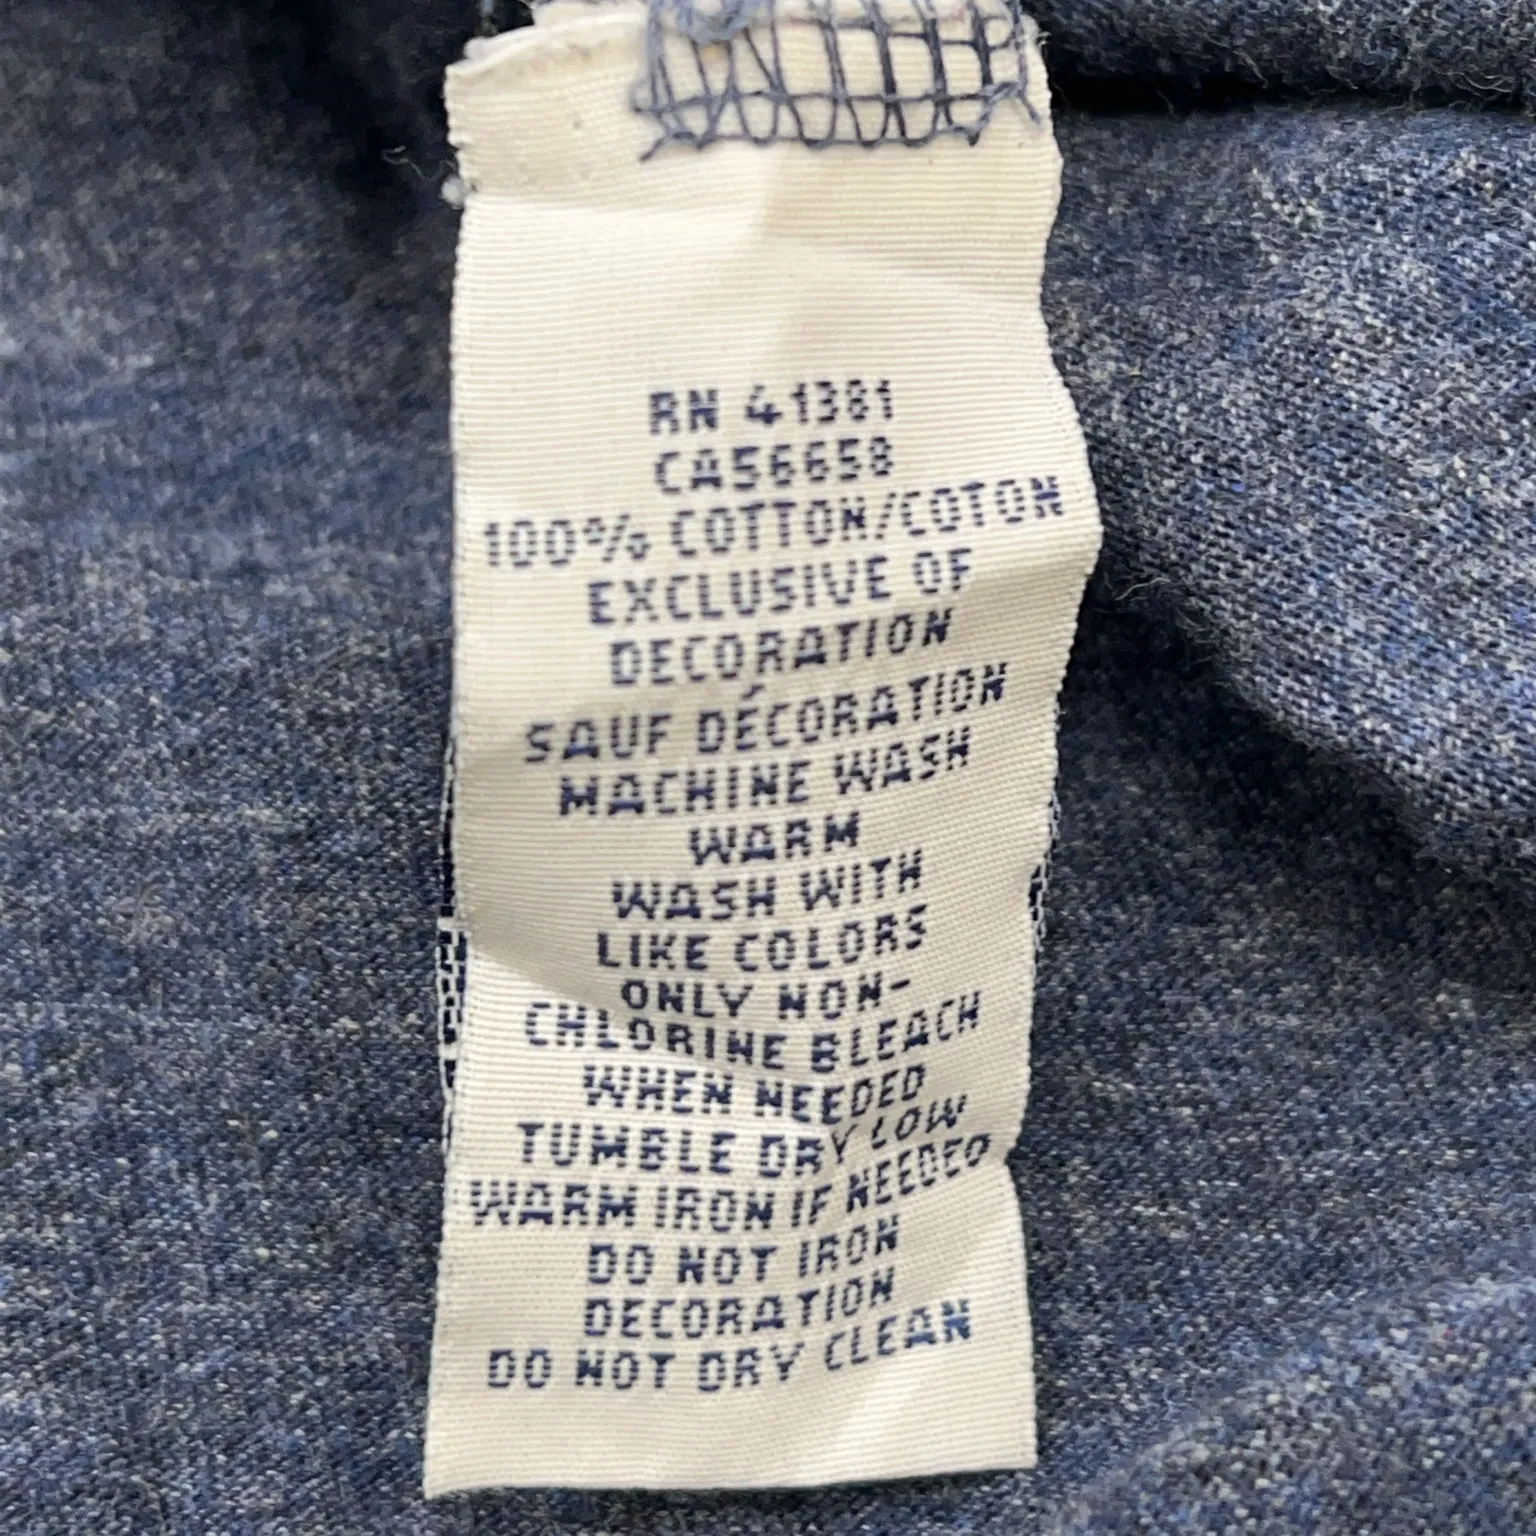 RN 41381
CA56658
100% COTTON/COTON
EXCLUSIVE OF
DECORATION
SAUF DÉCORATION
MACHINE WASH
WARM
WASH WITH
LIKE COLORS
ONLY NON-
CHLORINE BLEACH
WHEN NEEDED
TUMBLE DRY LOW
WARM IRON IF NEEDED
DO NOT IRON
DECORATION
DO NOT DRY CLEAN